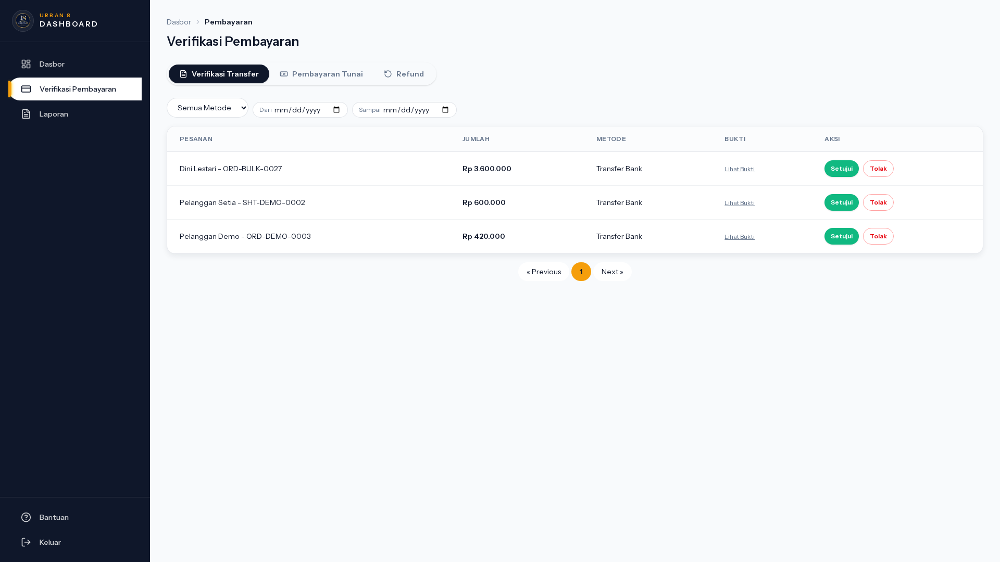 URBAN 8
DASHBOARD
Dasbor
Verifikasi Pembayaran
Laporan
Bantuan
Keluar
Dasbor > Pembayaran
Verifikasi Pembayaran
Verifikasi Transfer Pembayaran Tunai Refund
Semua Metode Dari mm/dd/yyyy Sampai mm/dd/yyyy
PESANAN JUMLAH METODE BUKTI AKSI
Dini Lestari - ORD-BULK-0027 Rp 3.600.000 Transfer Bank Lihat Bukti Setujui Tolak
Pelanggan Setia - SHT-DEMO-0002 Rp 600.000 Transfer Bank Lihat Bukti Setujui Tolak
Pelanggan Demo - ORD-DEMO-0003 Rp 420.000 Transfer Bank Lihat Bukti Setujui Tolak
« Previous 1 Next »